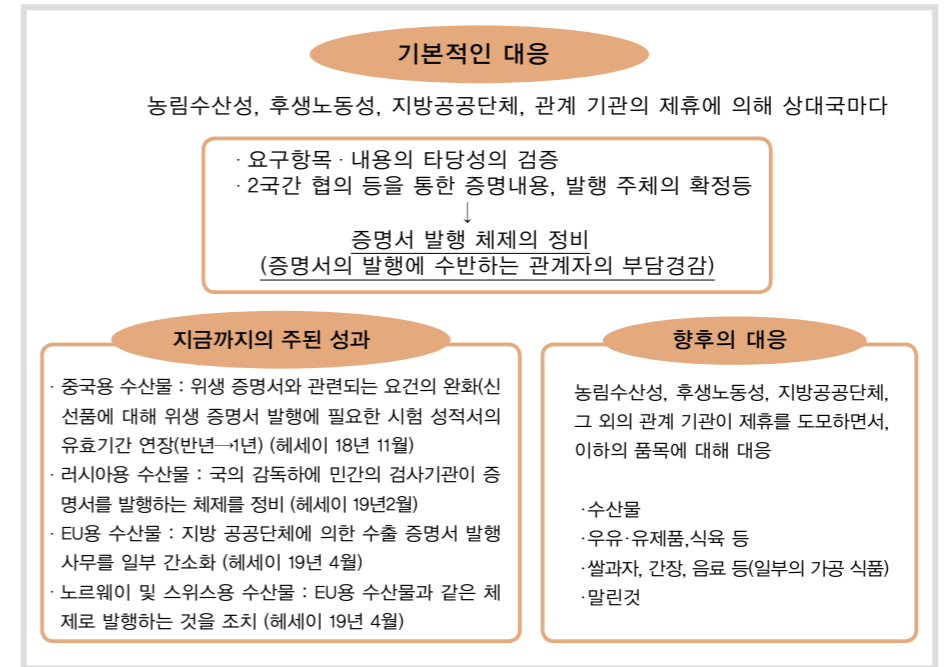 기본적인 대응
농림수산성, 후생노동성, 지방공공단체, 관계 기관의 제휴에 의해 상대국마다
· 요구항목 · 내용의 타당성의 검증
· 2국간 협의 등을 통한 증명내용, 발행 주체의 확정등
↓
증명서 발행 체제의 정비
(증명서의 발행에 수반하는 관계자의 부담경감)
지금까지의 주된 성과
· 중국용 수산물 : 위생 증명서와 관련되는 요건의 완화(신
선품에 대해 위생 증명서 발행에 필요한 시험 성적서의
유효기간 연장(반년→1년) (헤세이 18년 11월)
· 러시아용 수산물 : 국의 감독하에 민간의 검사기관이 증
명서를 발행하는 체제를 정비 (헤세이 19년2월)
· EU용 수산물 : 지방 공공단체에 의한 수출 증명서 발행
사무를 일부 간소화 (헤세이 19년 4월)
· 노르웨이 및 스위스용 수산물 : EU용 수산물과 같은 체
제로 발행하는 것을 조치 (헤세이 19년 4월)
향후의 대응
농림수산성, 후생노동성, 지방공공단체,
그 외의 관계 기관이 제휴를 도모하면서,
이하의 품목에 대해 대응
·수산물
·우유·유제품,식육 등
·쌀과자, 간장, 음료 등(일부의 가공 식품)
·말린것